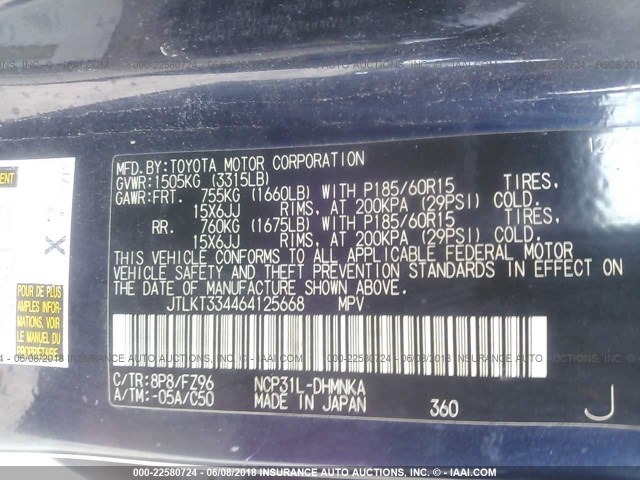 12/
MFD. BY: TOYOTA MOTOR CORPORATION
GVWR: 1505KG (3315LB)
GAWR: FRT. 755KG (1660LB) WITH P185/60R15 TIRES,
15X6JJ RIMS, AT 200KPA (29PSI) COLD.
RR. 760KG (1675LB) WITH P185/60R15 TIRES,
15X6JJ RIMS, AT 200KPA (29PSI) COLD.
THIS VEHICLE CONFORMS TO ALL APPLICABLE FEDERAL MOTOR
VEHICLE SAFETY AND THEFT PREVENTION STANDARDS IN EFFECT ON
THE DATE OF MANUFACTURE SHOWN ABOVE.
JTLKT334464125668 MPV
C/TR: 8P8/FZ96 NCP31L-DHMNKA
A/TM: -05A/C50 MADE IN JAPAN 360 J
POUR DE PLUS
AMPLES INFOR-
MATIONS, VOIR
LE MANUEL DU
PROPRIETAIRE
000-22580724 - 06/08/2018 INSURANCE AUTO AUCTIONS - IAAI.COM